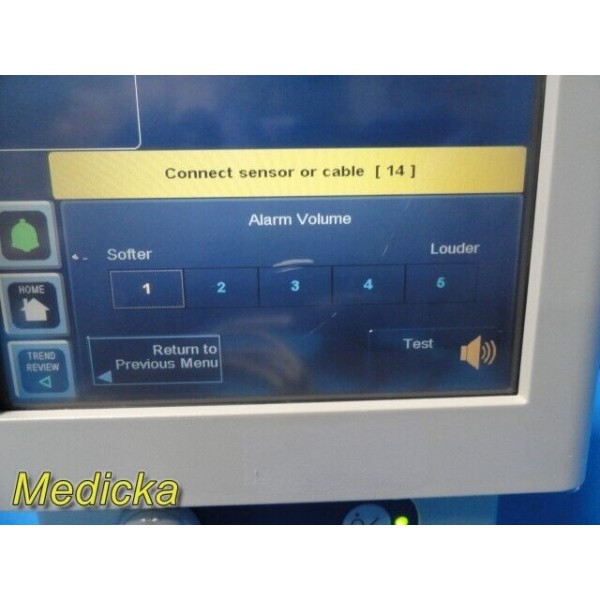 Connect sensor or cable [ 14 ]
Alarm Volume
Softer
Louder
1 2 3 4 5
HOME
Return to
Previous Menu
Test
TREND
REVIEW
Medicka